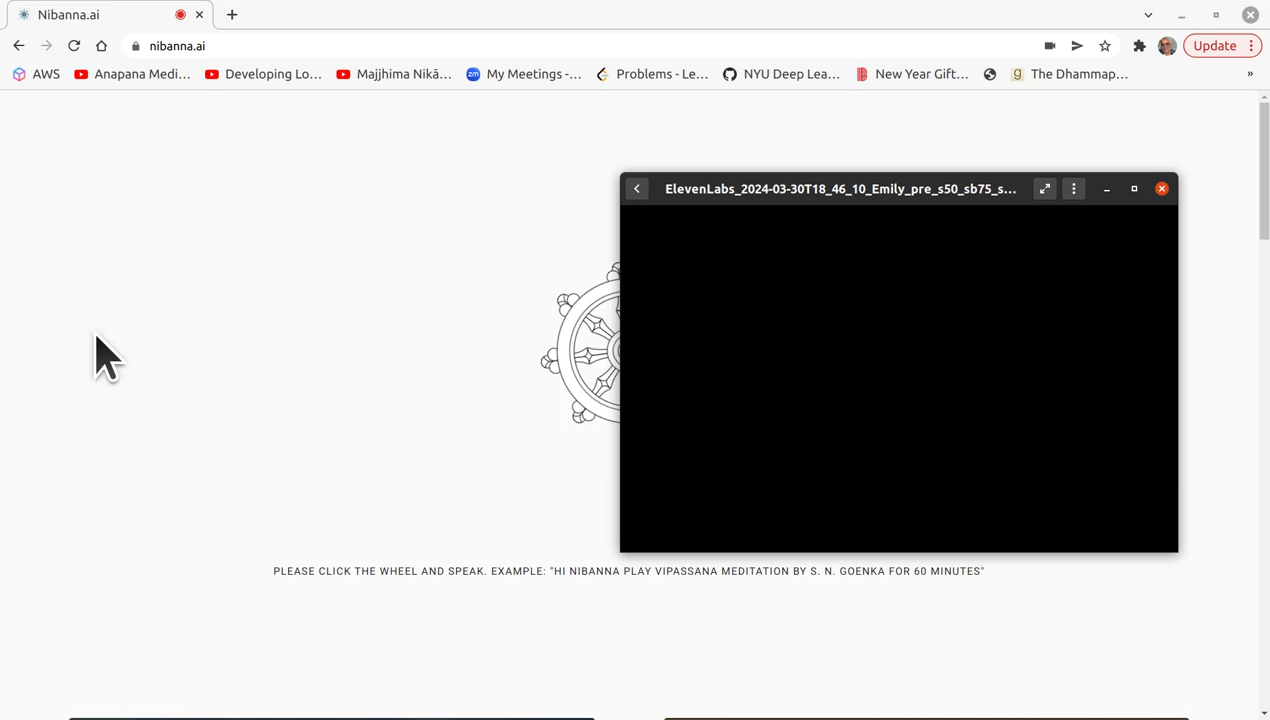 Nibanna.ai
nibanna.ai
Update
AWS
Anapana Medi...
Developing Lo...
Majjhima Nikā...
zm My Meetings -...
Problems - Le...
NYU Deep Lea...
New Year Gift...
g The Dhammap...
»
ElevenLabs_2024-03-30T18_46_10_Emily_pre_s50_sb75_s...
PLEASE CLICK THE WHEEL AND SPEAK. EXAMPLE: "HI NIBANNA PLAY VIPASSANA MEDITATION BY S. N. GOENKA FOR 60 MINUTES"